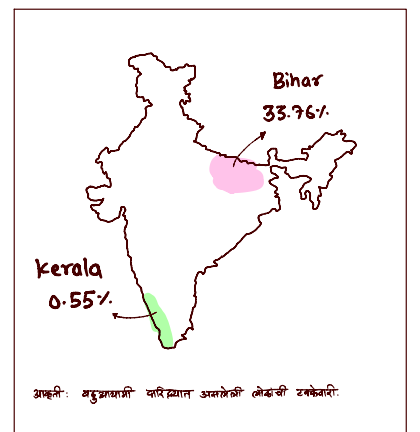 Bihar
33.76%
Kerala
0.55%
आकृती: बहुआयामी दारिद्र्यात असलेली लोकांची टक्केवारी.